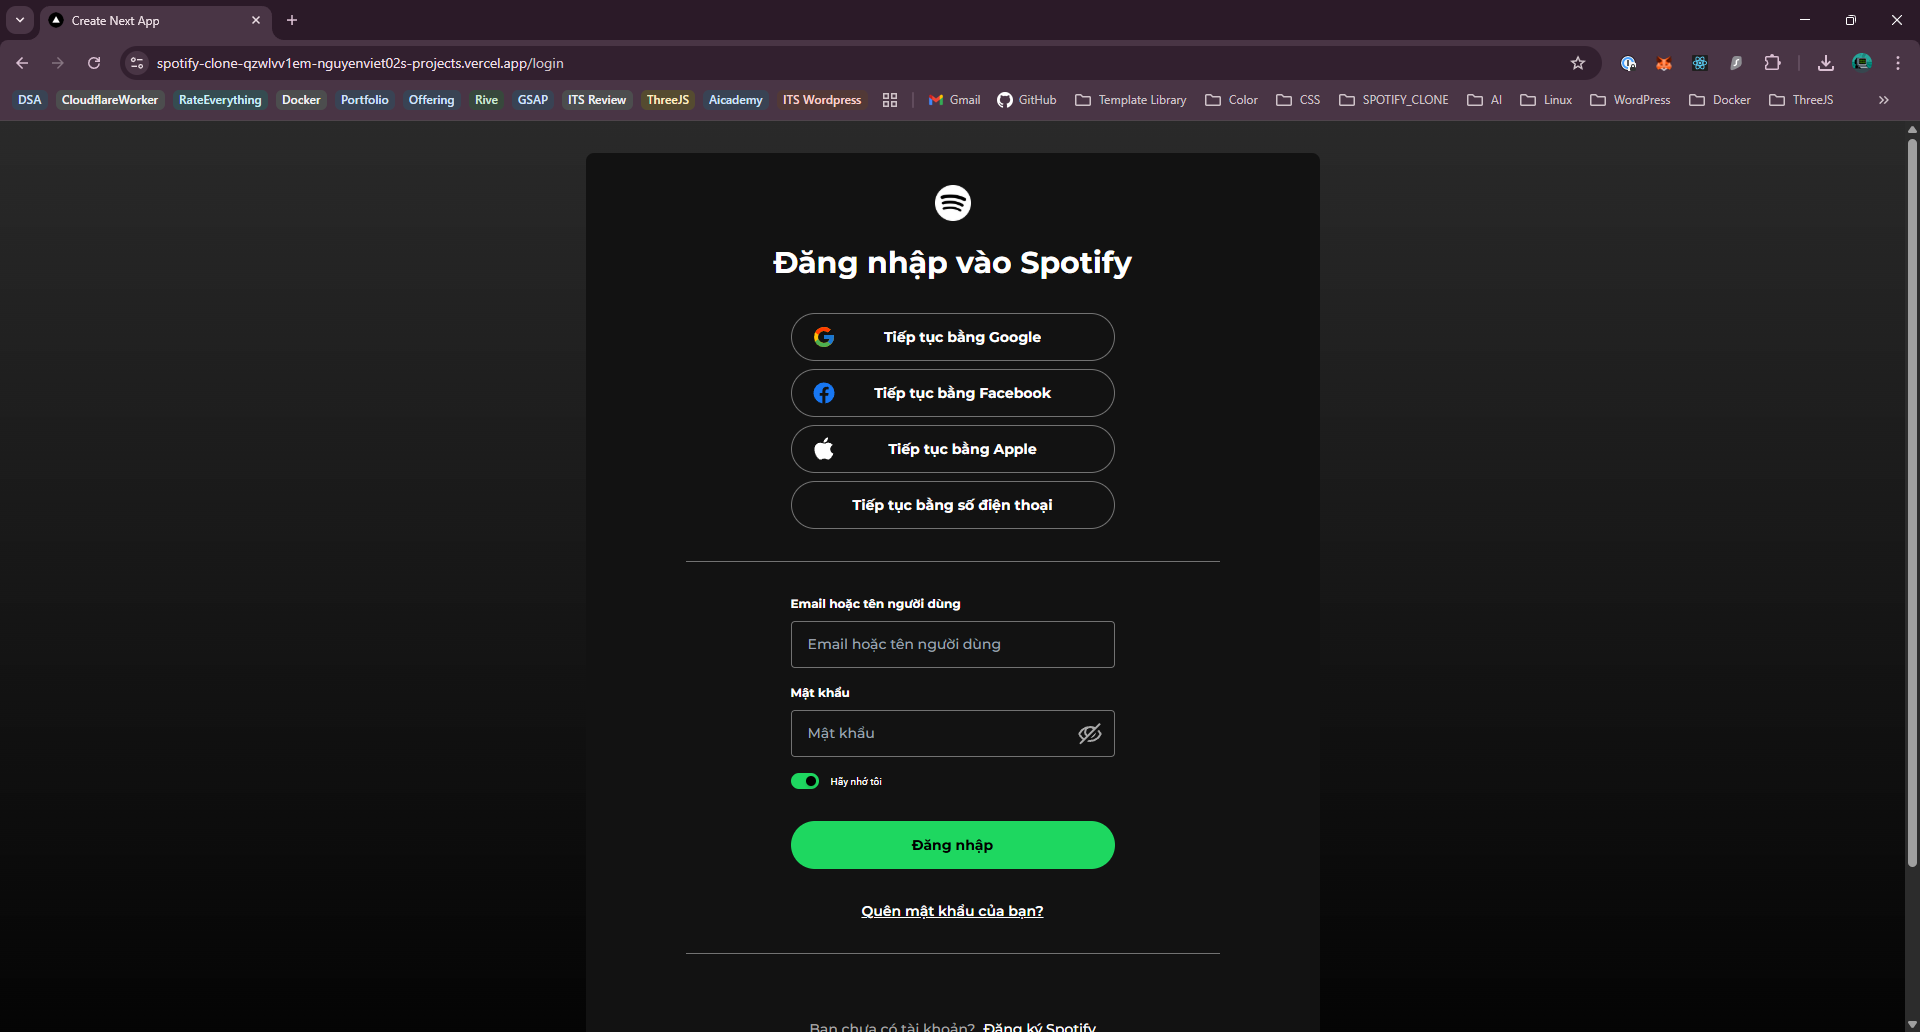 Create Next App
spotify-clone-qzwlvv1em-nguyenviet02s-projects.vercel.app/login
DSA CloudflareWorker RateEverything Docker Portfolio Offering Rive GSAP ITS Review ThreeJS Aicademy ITS Wordpress Gmail GitHub Template Library Color CSS SPOTIFY_CLONE AI Linux WordPress Docker ThreeJS
Đăng nhập vào Spotify
Tiếp tục bằng Google
Tiếp tục bằng Facebook
Tiếp tục bằng Apple
Tiếp tục bằng số điện thoại
Email hoặc tên người dùng
Email hoặc tên người dùng
Mật khẩu
Mật khẩu
Hãy nhớ tôi
Đăng nhập
Quên mật khẩu của bạn?
Bạn chưa có tài khoản? Đăng ký Spotify